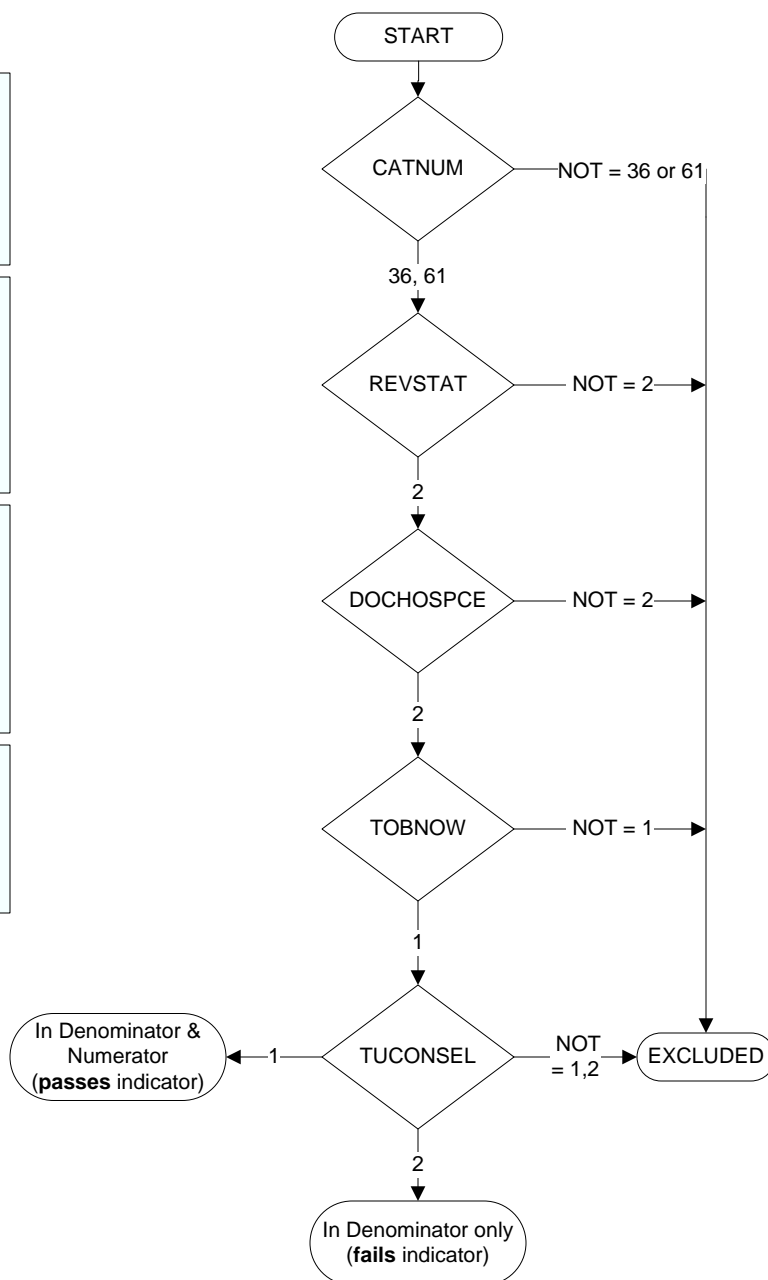 START
CATNUM
NOT = 36 or 61
36, 61
REVSTAT
NOT = 2
2
DOCHOSPCE
NOT = 2
2
TOBNOW
NOT = 1
1
In Denominator &
Numerator
(passes indicator)
1
TUCONSEL
NOT
= 1,2
EXCLUDED
2
In Denominator only
(fails indicator)